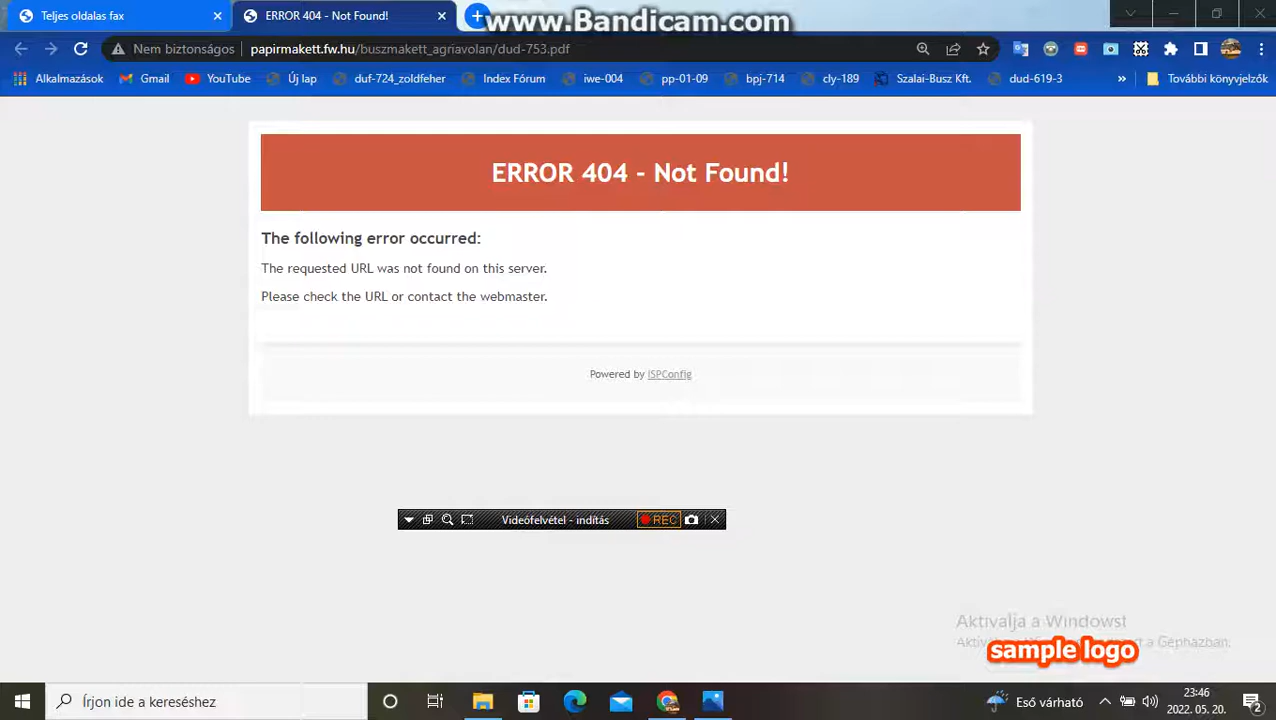 Teljes oldalas fax
ERROR 404 - Not Found!
www.Bandicam.com
Nem biztonságos
papirmakett.fw.hu/buszmakett_agriavolan/dud-753.pdf
Alkalmazások
Gmail
YouTube
Új lap
duf-724_zoldfeher
Index Fórum
iwe-004
pp-01-09
bpj-714
cly-189
Szalai-Busz Kft.
dud-619-3
»
További könyvjelzők
ERROR 404 - Not Found!
The following error occurred:
The requested URL was not found on this server.
Please check the URL or contact the webmaster.
Powered by ISPConfig
Videófelvétel - indítás
REC
Aktiválja a Windowst
a Gépházban.
sample logo
Írjon ide a kereséshez
Eső várható
23:46
2022. 05. 20.
2